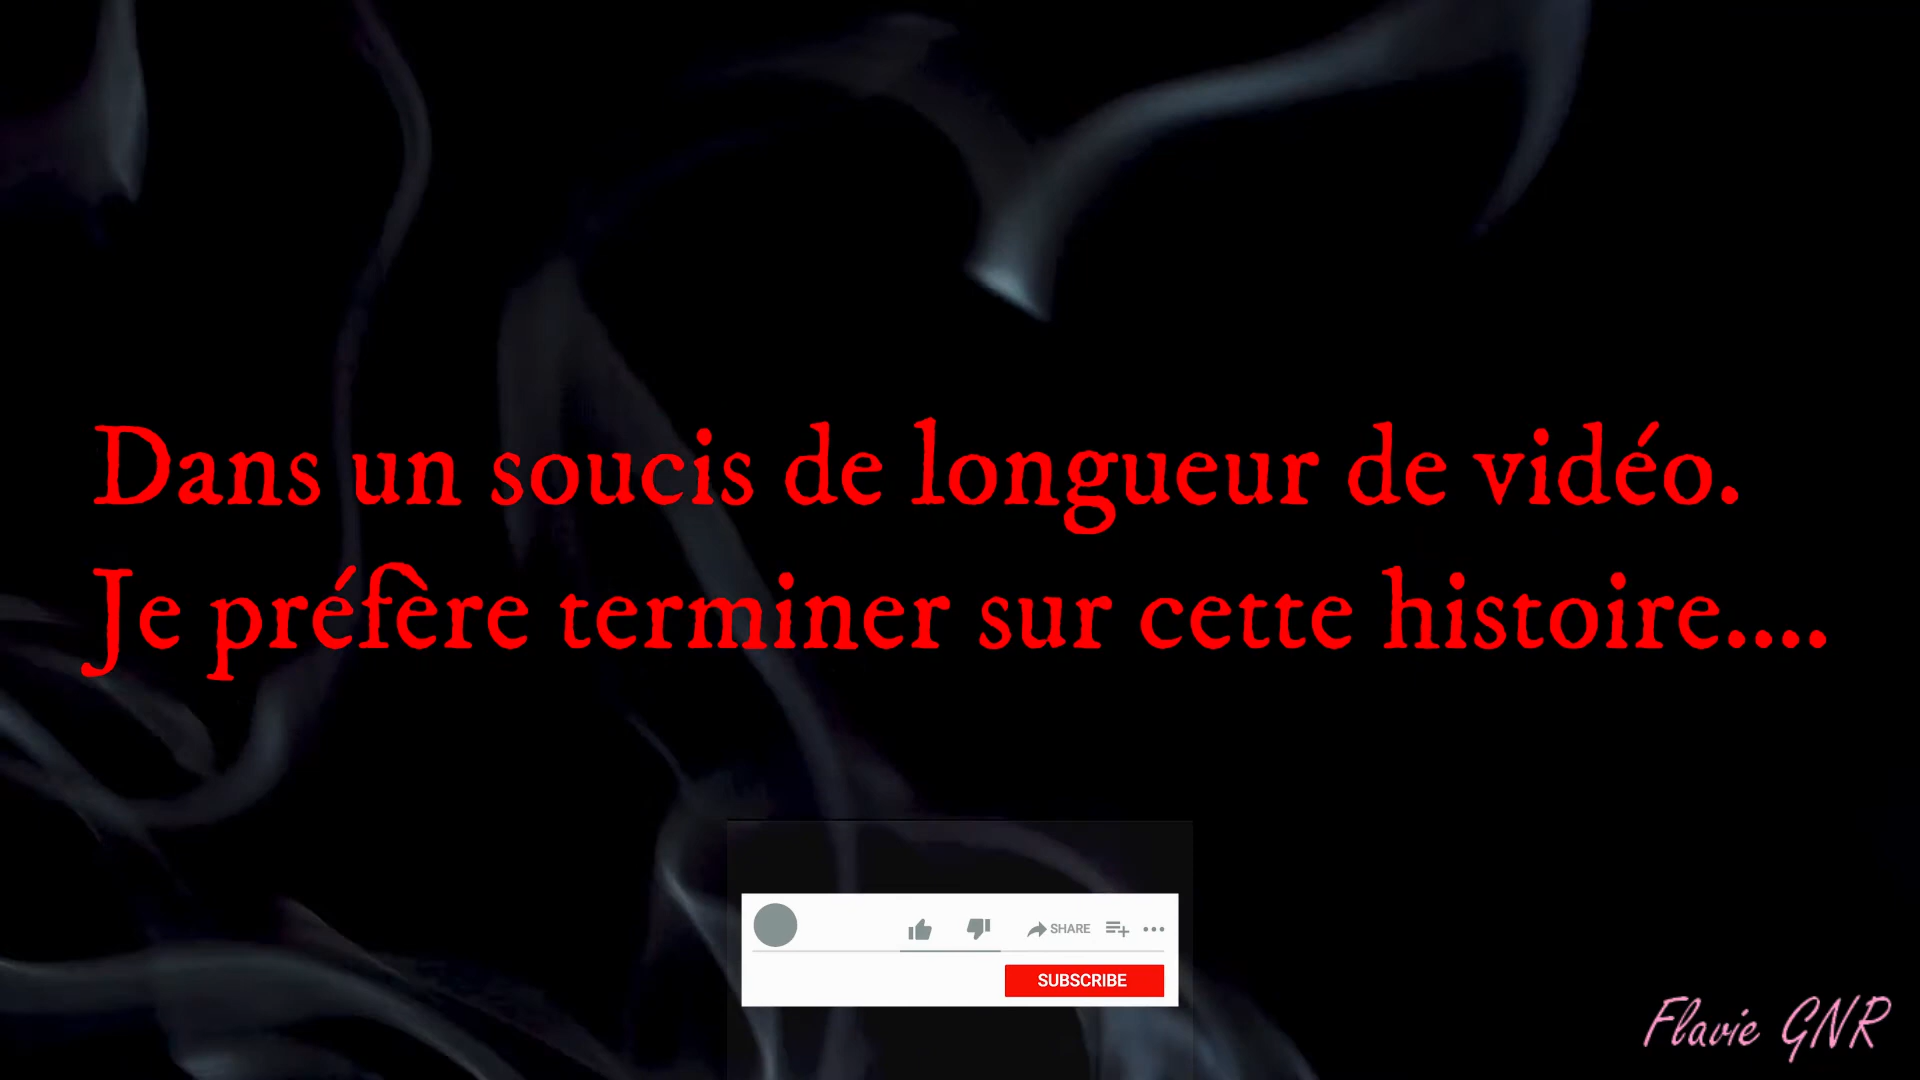 Dans un soucis de longueur de vidéo.
Je préfère terminer sur cette histoire....
SHARE
SUBSCRIBE
Flavie GNR